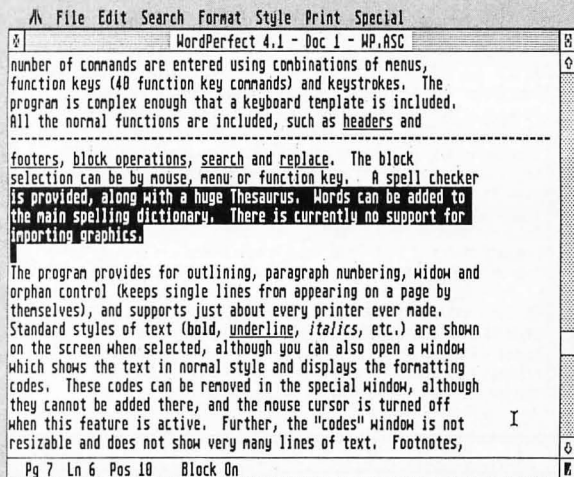 File Edit Search Format Style Print Special
WordPerfect 4.1 - Doc 1 - WP.ASC
number of commands are entered using combinations of menus,
function keys (40 function key commands) and keystrokes. The
program is complex enough that a keyboard template is included.
All the normal functions are included, such as headers and
footers, block operations, search and replace. The block
selection can be by mouse, menu or function key. A spell checker
is provided, along with a huge Thesaurus. Words can be added to
the main spelling dictionary. There is currently no support for
importing graphics.
The program provides for outlining, paragraph numbering, widow and
orphan control (keeps single lines from appearing on a page by
themselves), and supports just about every printer ever made.
Standard styles of text (bold, underline, italics, etc.) are shown
on the screen when selected, although you can also open a window
which shows the text in normal style and displays the formatting
codes. These codes can be removed in the special window, although
they cannot be added there, and the mouse cursor is turned off
when this feature is active. Further, the "codes" window is not
resizable and does not show very many lines of text. Footnotes,
Pg 7 Ln 6 Pos 10 Block On